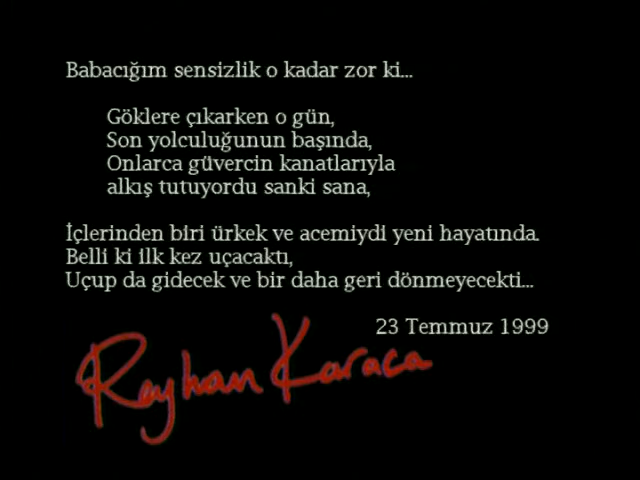 Babacığım sensizlik o kadar zor ki...
Göklere çıkarken o gün,
Son yolculuğunun başında,
Onlarca güvercin kanatlarıyla
alkış tutuyordu sanki sana,
İçlerinden biri ürkek ve acemiydi yeni hayatında.
Belli ki ilk kez uçacaktı,
Uçup da gidecek ve bir daha geri dönmeyecekti...
23 Temmuz 1999
Reyhan Karaca